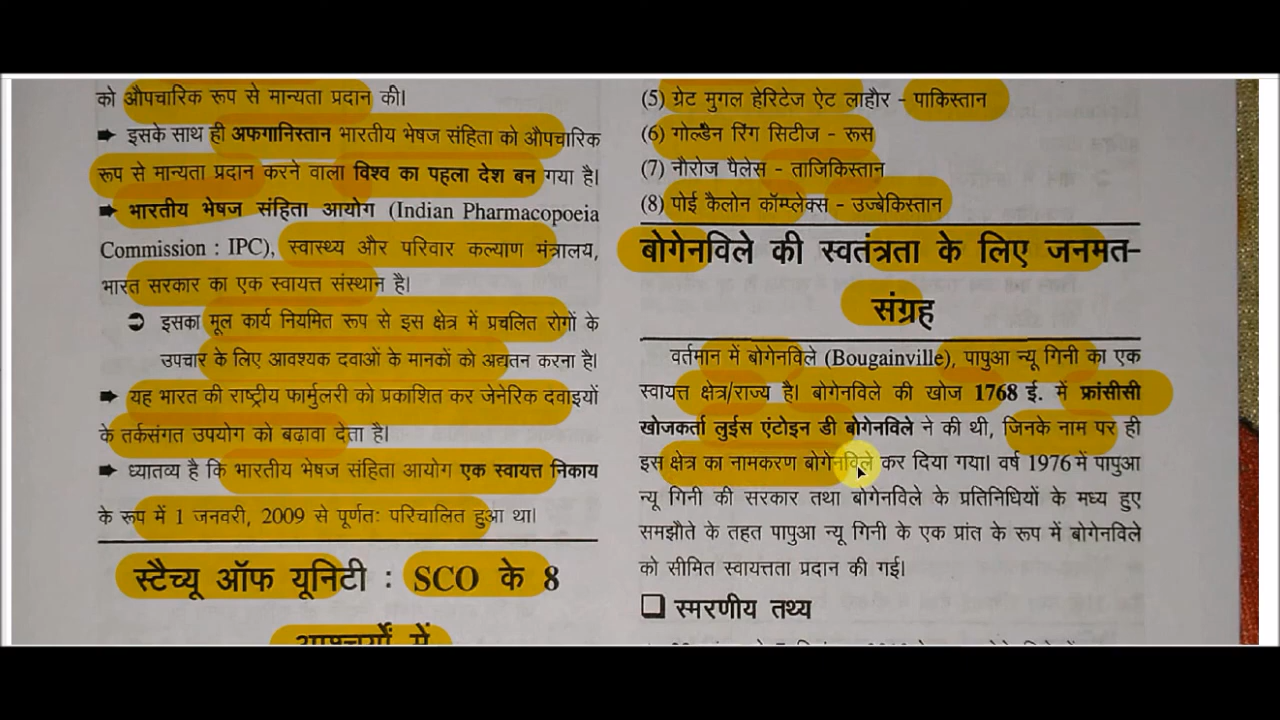 को औपचारिक रूप से मान्यता प्रदान की।
➡ इसके साथ ही अफगानिस्तान भारतीय भेषज संहिता को औपचारिक
रूप से मान्यता प्रदान करने वाला विश्व का पहला देश बन गया है।
➡ भारतीय भेषज संहिता आयोग (Indian Pharmacopoeia
Commission : IPC), स्वास्थ्य और परिवार कल्याण मंत्रालय,
भारत सरकार का एक स्वायत्त संस्थान है।
➲ इसका मूल कार्य नियमित रूप से इस क्षेत्र में प्रचलित रोगों के
उपचार के लिए आवश्यक दवाओं के मानकों को अद्यतन करना है।
➡ यह भारत की राष्ट्रीय फार्मुलरी को प्रकाशित कर जेनेरिक दवाइयों
के तर्कसंगत उपयोग को बढ़ावा देता है।
➡ ध्यातव्य है कि भारतीय भेषज संहिता आयोग एक स्वायत्त निकाय
के रूप में 1 जनवरी, 2009 से पूर्णतः परिचालित हुआ था।
स्टैच्यू ऑफ यूनिटी : SCO के 8
आश्चर्यों में
(5) ग्रेट मुगल हेरिटेज ऐट लाहौर - पाकिस्तान
(6) गोल्डेन रिंग सिटीज - रूस
(7) नौरोज पैलेस - ताजिकिस्तान
(8) पोई कैलोन कॉम्प्लेक्स - उज्बेकिस्तान
बोगेनविले की स्वतंत्रता के लिए जनमत-
संग्रह
वर्तमान में बोगेनविले (Bougainville), पापुआ न्यू गिनी का एक
स्वायत्त क्षेत्र/राज्य है। बोगेनविले की खोज 1768 ई. में फ्रांसीसी
खोजकर्ता लुईस एंटोइन डी बोगेनविले ने की थी, जिनके नाम पर ही
इस क्षेत्र का नामकरण बोगेनविले कर दिया गया। वर्ष 1976 में पापुआ
न्यू गिनी की सरकार तथा बोगेनविले के प्रतिनिधियों के मध्य हुए
समझौते के तहत पापुआ न्यू गिनी के एक प्रांत के रूप में बोगेनविले
को सीमित स्वायत्तता प्रदान की गई।
❑ स्मरणीय तथ्य